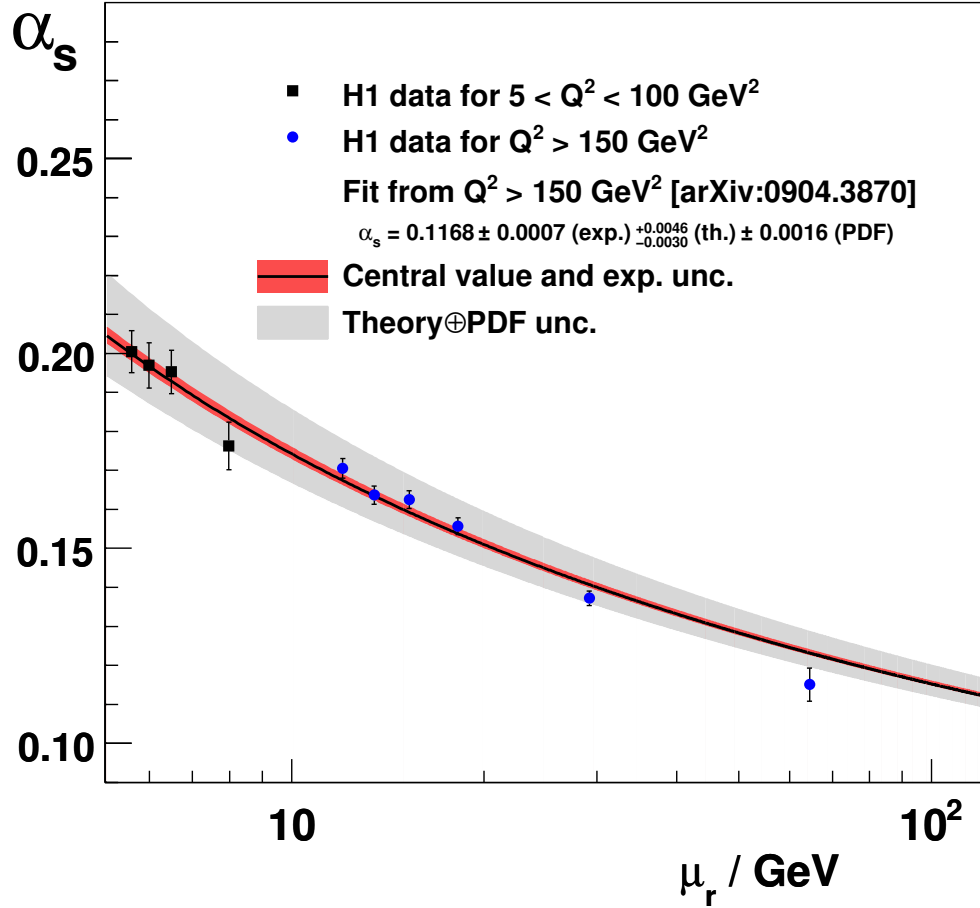 αs
H1 data for 5 < Q² < 100 GeV²
H1 data for Q² > 150 GeV²
Fit from Q² > 150 GeV² [arXiv:0904.3870]
αs = 0.1168 ± 0.0007 (exp.) +0.0046 −0.0030 (th.) ± 0.0016 (PDF)
Central value and exp. unc.
Theory⊕PDF unc.
0.25
0.20
0.15
0.10
10
10²
μr / GeV